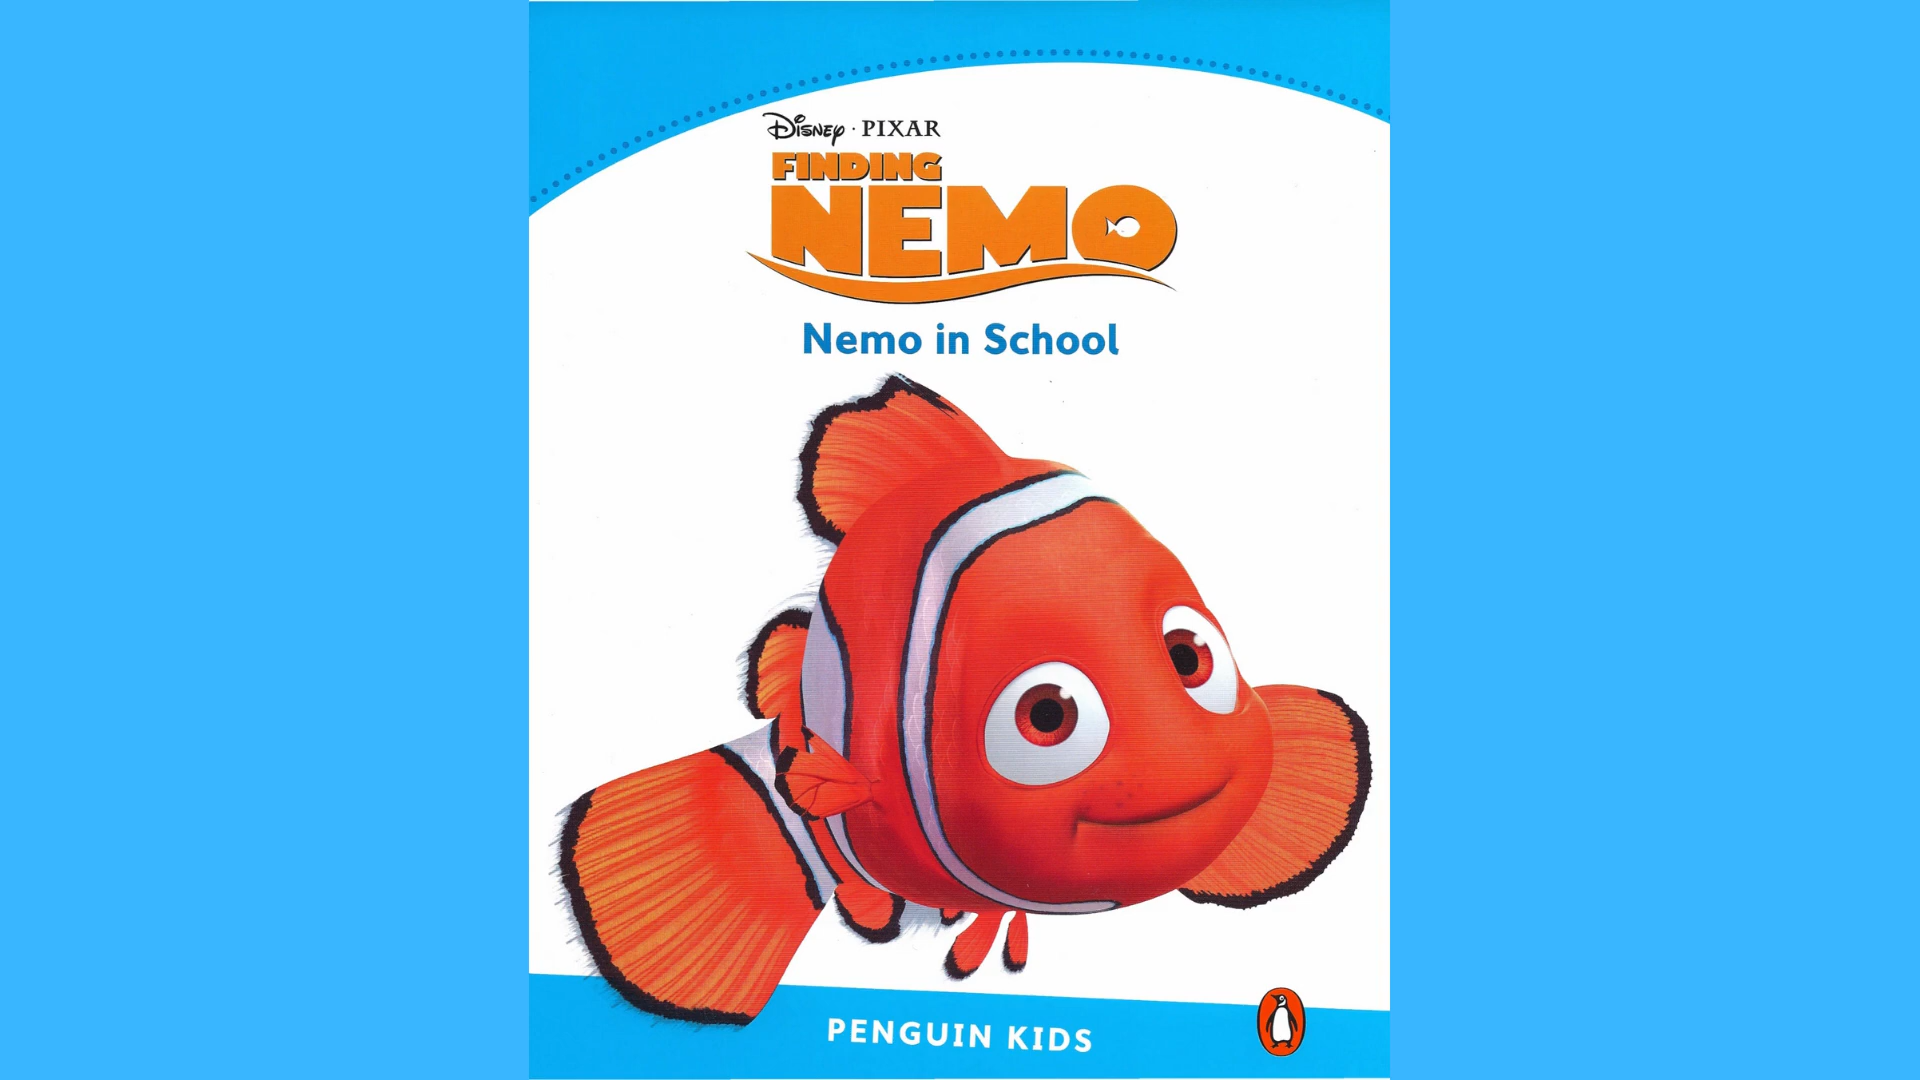 Disney · PIXAR
FINDING
NEMO
Nemo in School
PENGUIN KIDS